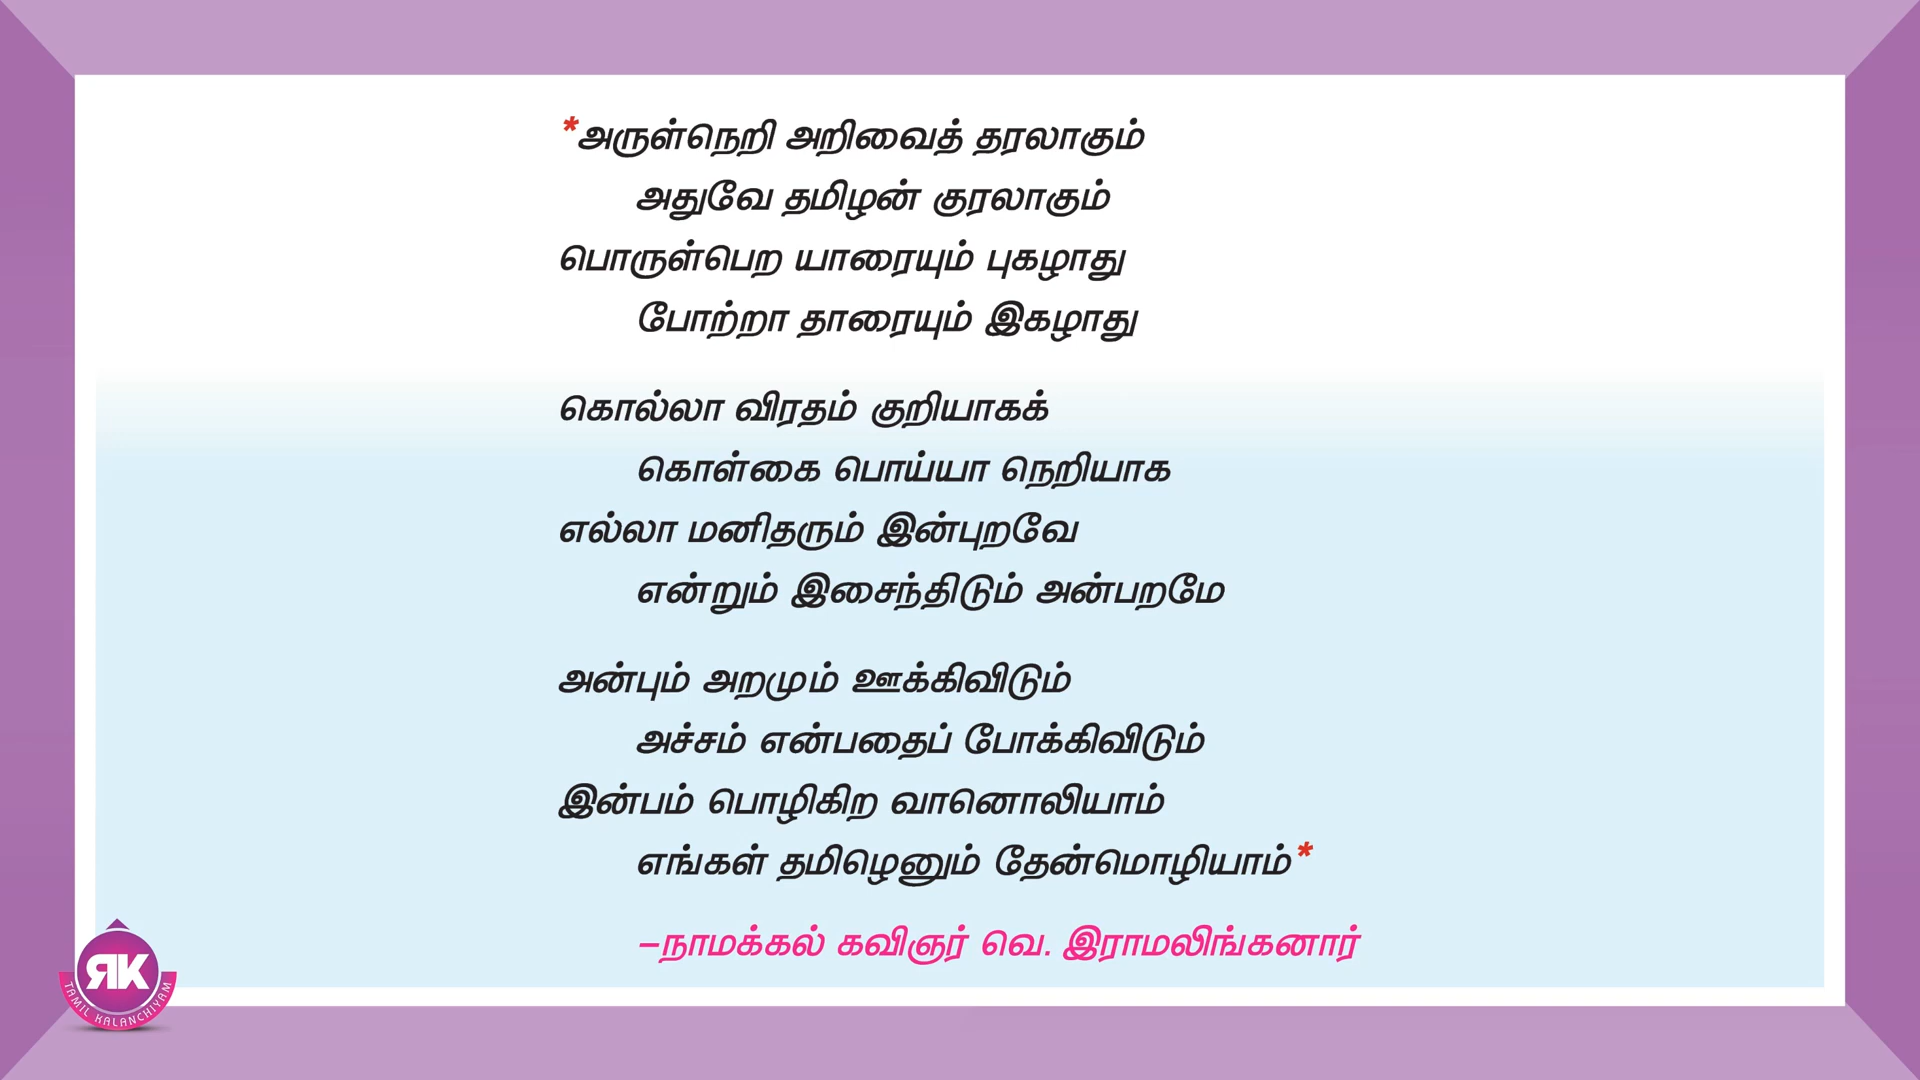 *அருள்நெறி அறிவைத் தரலாகும்
அதுவே தமிழன் குரலாகும்
பொருள்பெற யாரையும் புகழாது
போற்றா தாரையும் இகழாது
கொல்லா விரதம் குறியாகக்
கொள்கை பொய்யா நெறியாக
எல்லா மனிதரும் இன்புறவே
என்றும் இசைந்திடும் அன்பறமே
அன்பும் அறமும் ஊக்கிவிடும்
அச்சம் என்பதைப் போக்கிவிடும்
இன்பம் பொழிகிற வானொலியாம்
எங்கள் தமிழெனும் தேன்மொழியாம்*
–நாமக்கல் கவிஞர் வெ. இராமலிங்கனார்
RK
TAMIL KALANCHIYAM